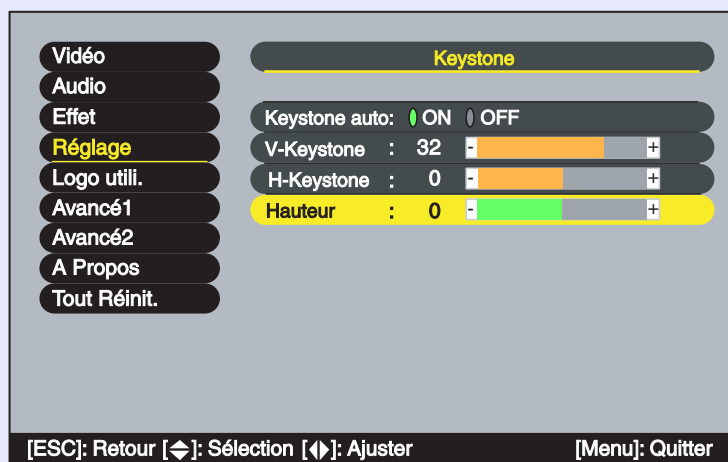 Vidéo
Audio
Effet
Réglage
Logo utili.
Avancé1
Avancé2
A Propos
Tout Réinit.
Keystone
Keystone auto: ON OFF
V-Keystone : 32 - +
H-Keystone : 0 - +
Hauteur : 0 - +
[ESC]: Retour [◆]: Sélection [◆]: Ajuster [Menu]: Quitter